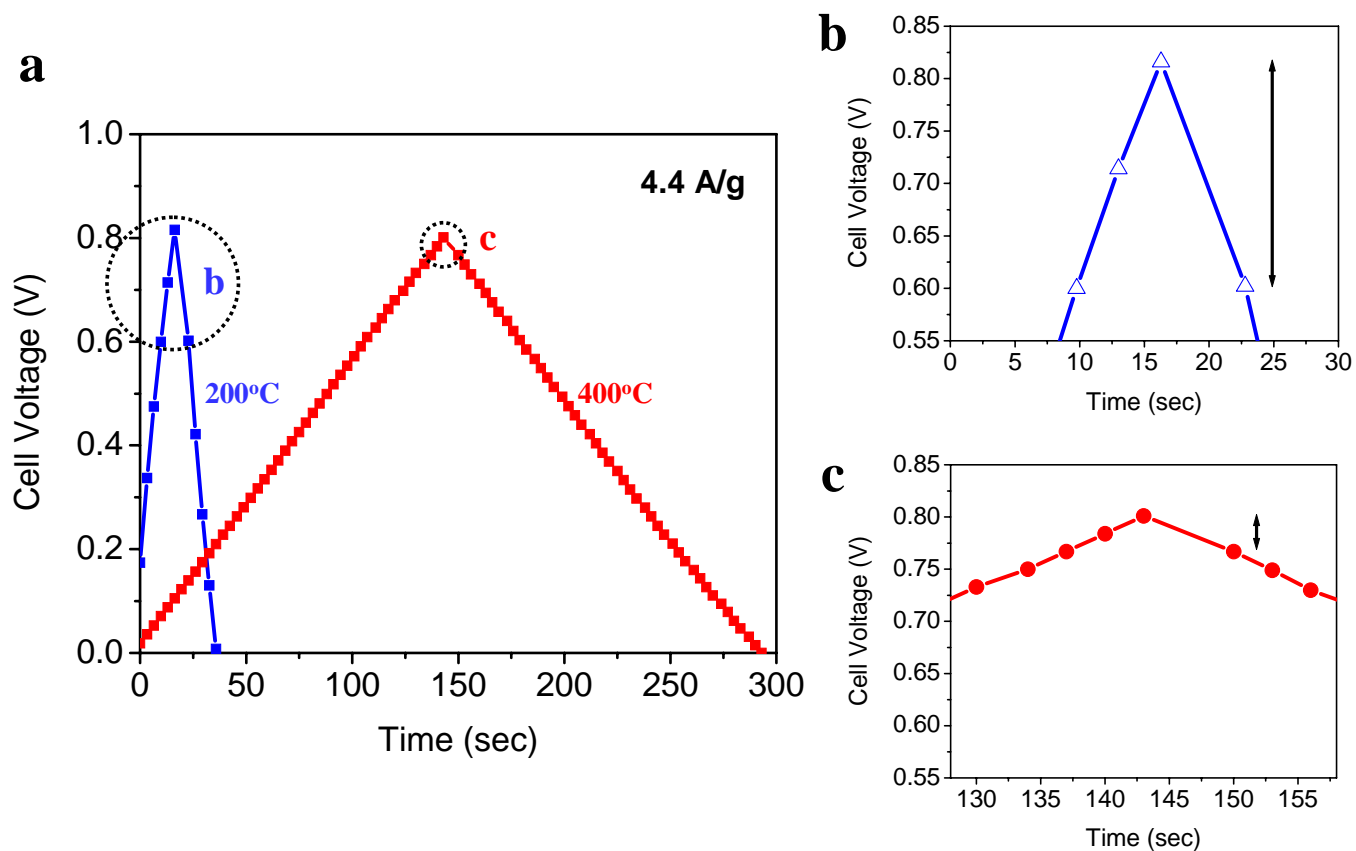 a
1.0
0.8
0.6
0.4
0.2
0.0
Cell Voltage (V)
4.4 A/g
b
c
200°C
400°C
0 50 100 150 200 250 300
Time (sec)
b
0.85
0.80
0.75
0.70
0.65
0.60
0.55
Cell Voltage (V)
0 5 10 15 20 25 30
Time (sec)
c
0.85
0.80
0.75
0.70
0.65
0.60
0.55
Cell Voltage (V)
130 135 140 145 150 155
Time (sec)